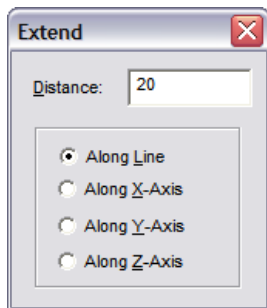 Extend
Distance: 20
Along Line
Along X-Axis
Along Y-Axis
Along Z-Axis